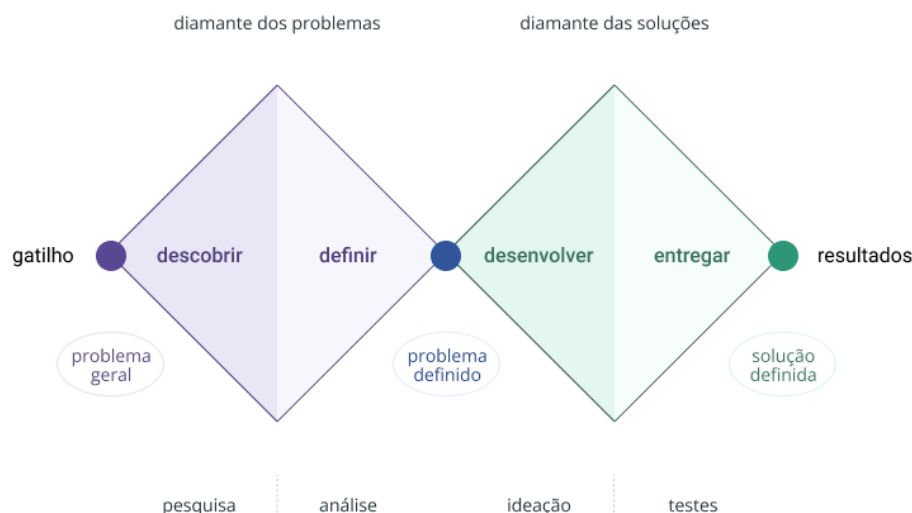 diamante dos problemas
diamante das soluções
gatilho
descobrir
definir
desenvolver
entregar
resultados
problema
geral
problema
definido
solução
definida
pesquisa
análise
ideação
testes